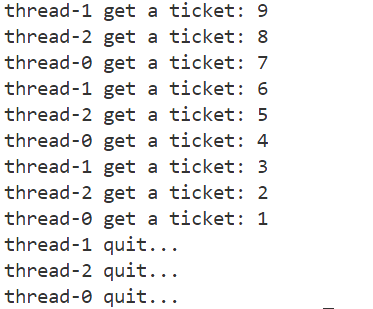 thread-1 get a ticket: 9
thread-2 get a ticket: 8
thread-0 get a ticket: 7
thread-1 get a ticket: 6
thread-2 get a ticket: 5
thread-0 get a ticket: 4
thread-1 get a ticket: 3
thread-2 get a ticket: 2
thread-0 get a ticket: 1
thread-1 quit...
thread-2 quit...
thread-0 quit...